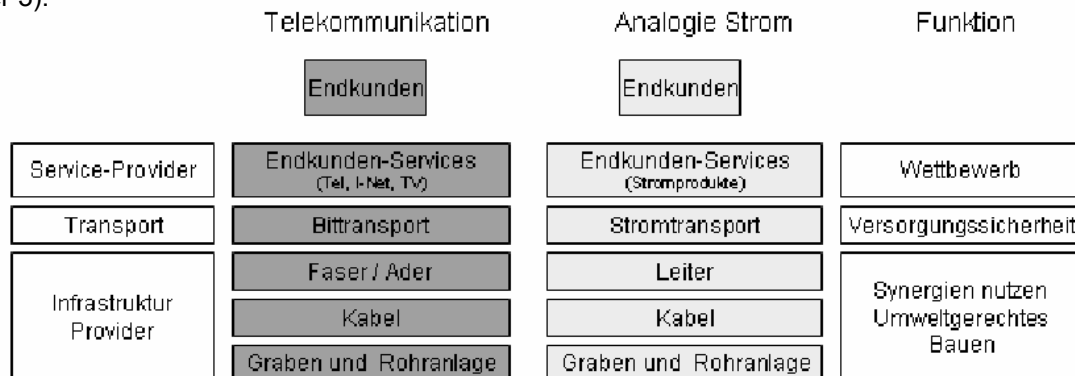 Telekommunikation Analogie Strom Funktion
Endkunden Endkunden
Service-Provider Endkunden-Services Endkunden-Services Wettbewerb
(Tel, I-Net, TV) (Stromprodukte)
Transport Bittransport Stromtransport Versorgungssicherheit
Faser / Ader Leiter
Infrastruktur Provider Kabel Kabel Synergien nutzen Umweltgerechtes Bauen
Graben und Rohranlage Graben und Rohranlage